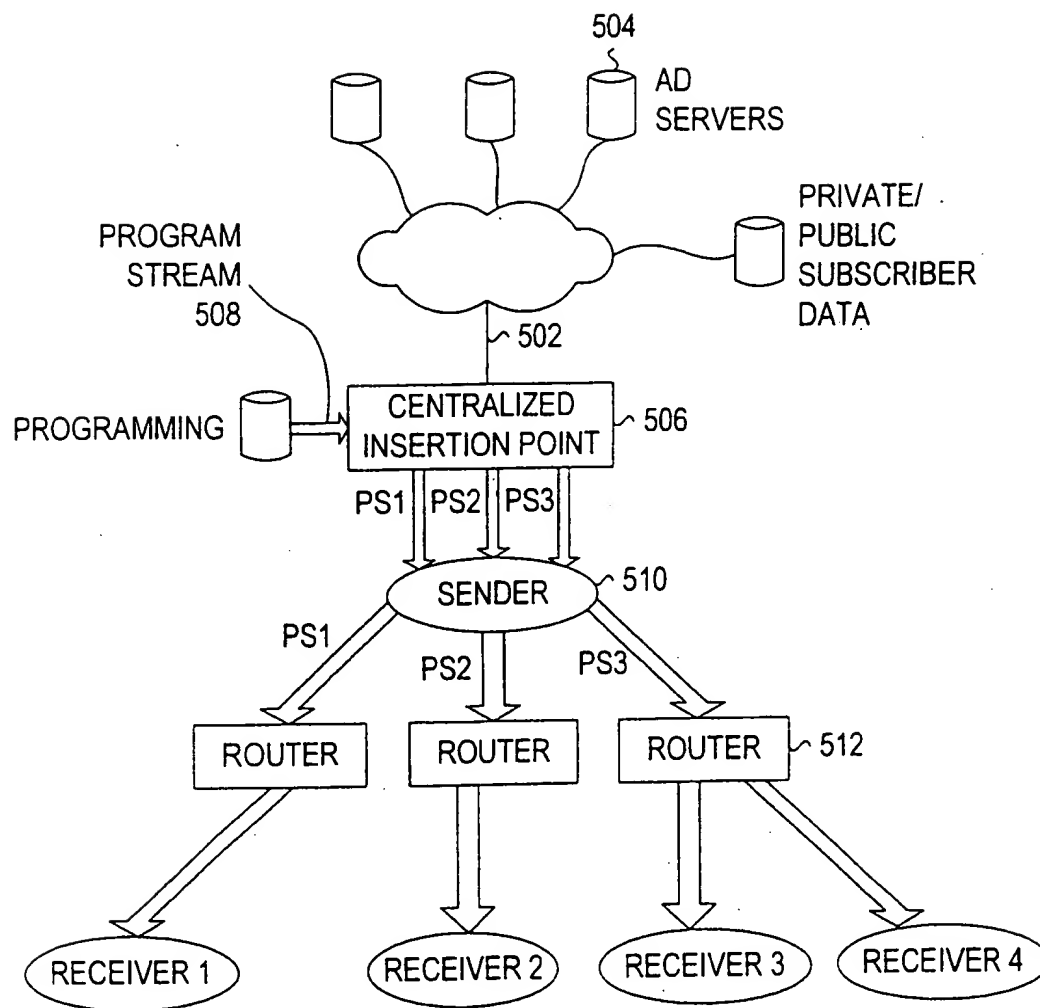 504
AD
SERVERS
PRIVATE/
PUBLIC
SUBSCRIBER
DATA
PROGRAM
STREAM
508
502
PROGRAMMING
CENTRALIZED
INSERTION POINT
506
PS1
PS2
PS3
SENDER
510
PS1
PS2
PS3
ROUTER
ROUTER
ROUTER
512
RECEIVER 1
RECEIVER 2
RECEIVER 3
RECEIVER 4